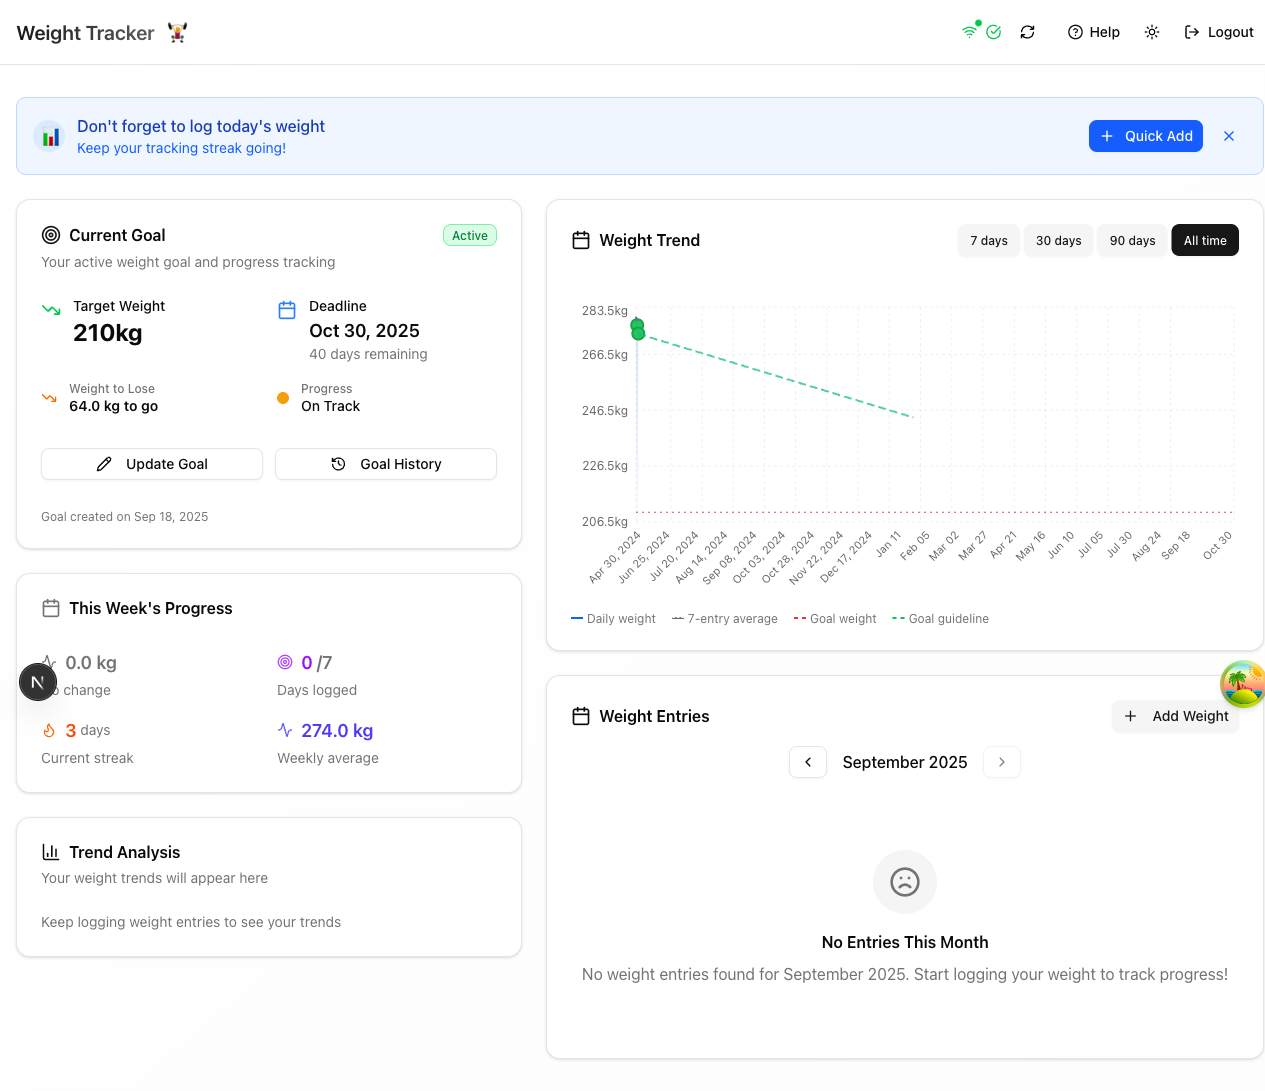 Weight Tracker
Help
Logout
Don't forget to log today's weight
Keep your tracking streak going!
Quick Add
Current Goal
Active
Your active weight goal and progress tracking
Target Weight
210kg
Deadline
Oct 30, 2025
40 days remaining
Weight to Lose
64.0 kg to go
Progress
On Track
Update Goal
Goal History
Goal created on Sep 18, 2025
Weight Trend
7 days
30 days
90 days
All time
283.5kg
266.5kg
246.5kg
226.5kg
206.5kg
Apr 30, 2024
Jun 25, 2024
Jul 20, 2024
Aug 14, 2024
Sep 08, 2024
Oct 03, 2024
Oct 28, 2024
Nov 22, 2024
Dec 17, 2024
Jan 11
Feb 05
Mar 02
Mar 27
Apr 21
May 16
Jun 10
Jul 05
Jul 30
Aug 24
Sep 18
Oct 30
Daily weight
7-entry average
Goal weight
Goal guideline
This Week's Progress
0.0 kg
change
0 /7
Days logged
3 days
Current streak
274.0 kg
Weekly average
N
Trend Analysis
Your weight trends will appear here
Keep logging weight entries to see your trends
Weight Entries
Add Weight
September 2025
No Entries This Month
No weight entries found for September 2025. Start logging your weight to track progress!